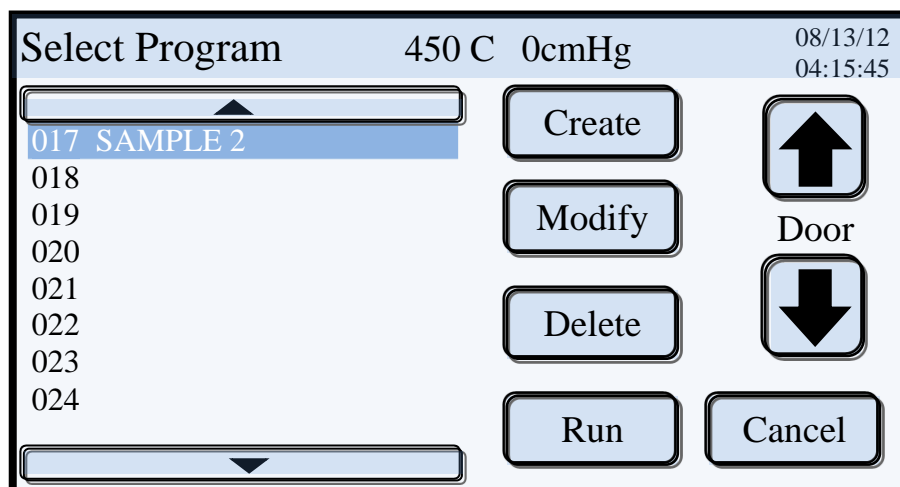 Select Program 450 C 0cmHg 08/13/12
04:15:45
017 SAMPLE 2
018
019
020
021
022
023
024
Create
Modify
Delete
Run
Door
Cancel